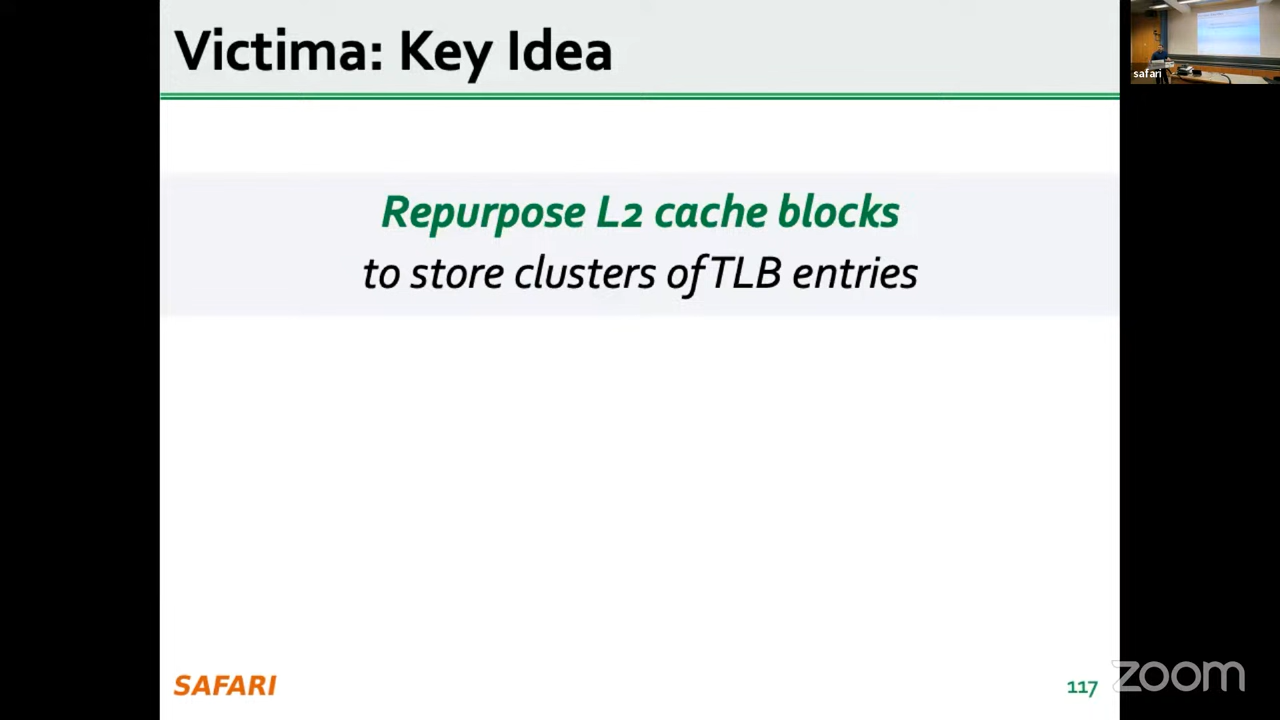 Victima: Key Idea
safari
Repurpose L2 cache blocks
to store clusters of TLB entries
SAFARI
117
zoom